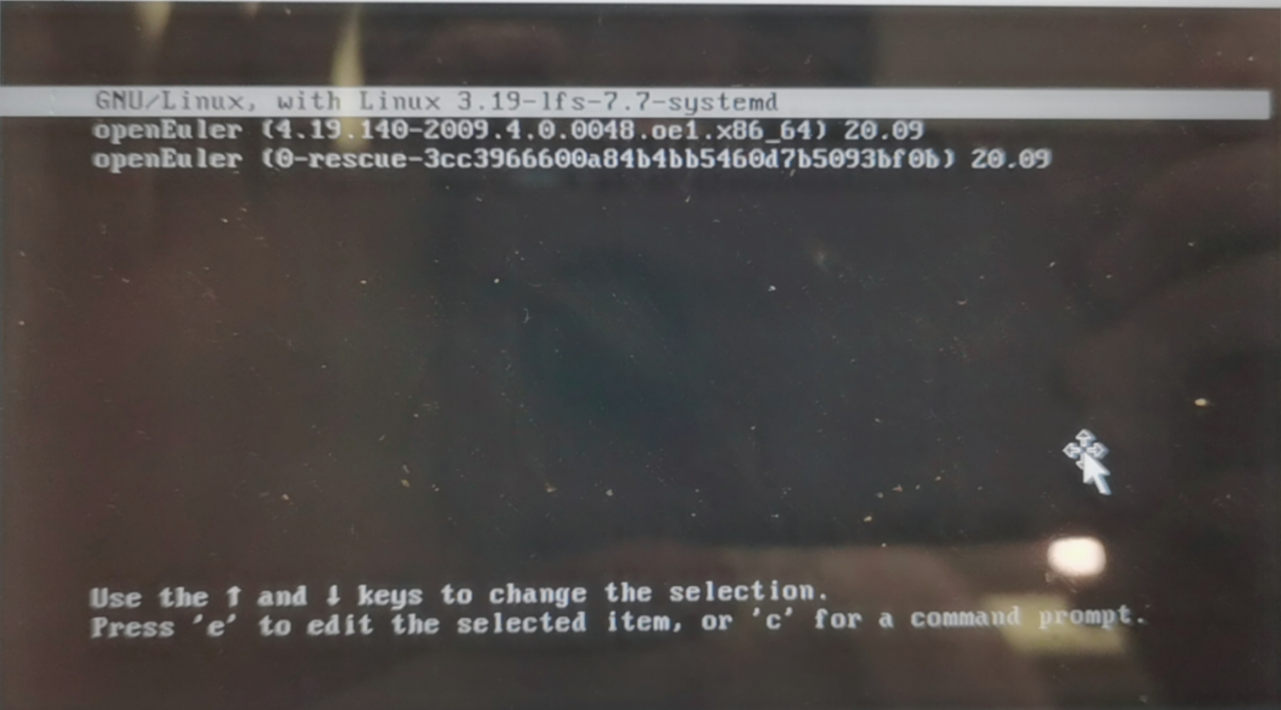 GNU/Linux, with Linux 3.19-lfs-7.7-systemd
openEuler (4.19.140-2009.4.0.0048.oe1.x86_64) 20.09
openEuler (0-rescue-3cc3966600a84b4bb5460d7b5093bf0b) 20.09
Use the ↑ and ↓ keys to change the selection.
Press 'e' to edit the selected item, or 'c' for a command prompt.